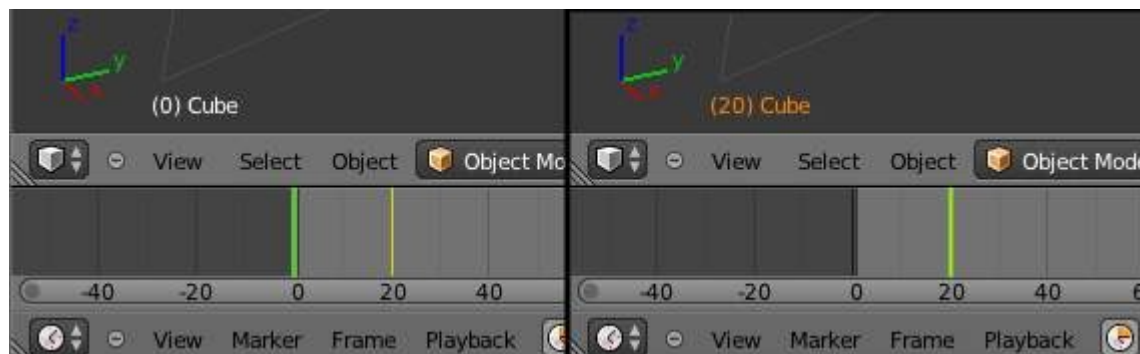 z
y
x
(0) Cube
View Select Object Object Mo
-40 -20 0 20 40
View Marker Frame Playback
z
y
x
(20) Cube
View Select Object Object Mode
-40 -20 0 20 40 6
View Marker Frame Playback